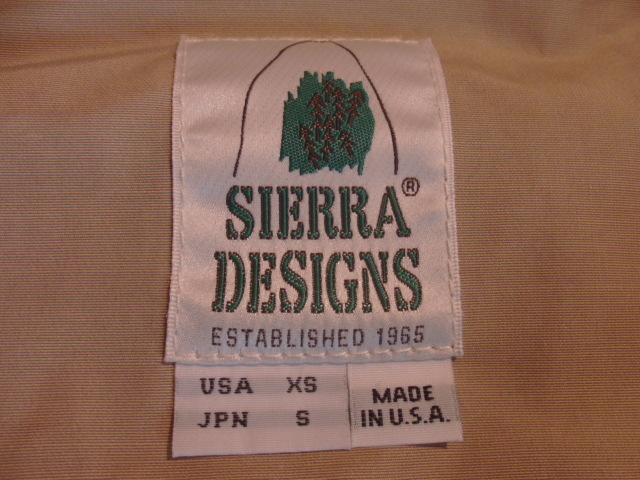 SIERRA®
DESIGNS
ESTABLISHED 1965
USA XS
JPN S
MADE
IN U.S.A.